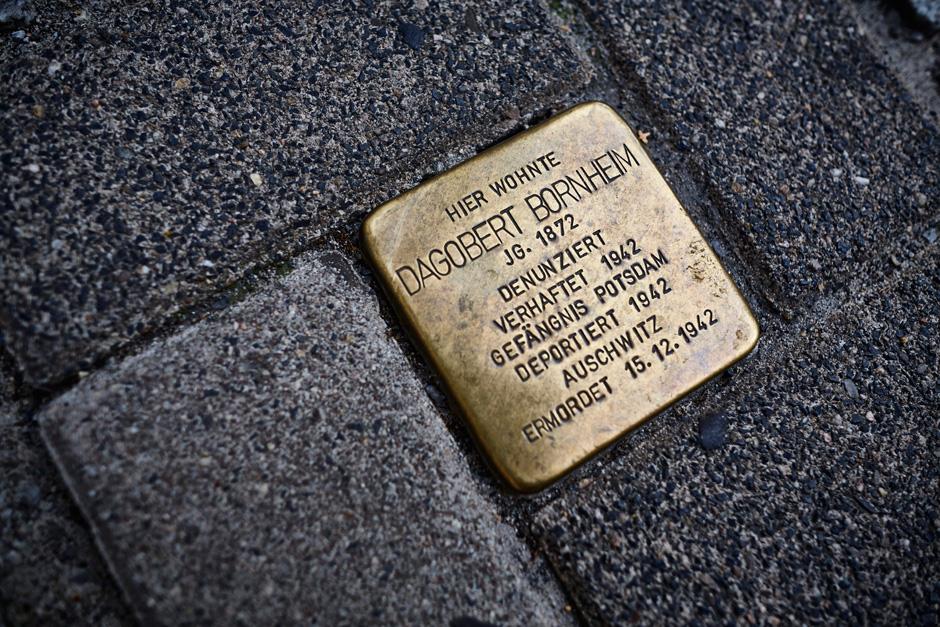 HIER WOHNTE
DAGOBERT BORNHEIM
JG. 1872
DENUNZIERT
VERHAFTET 1942
GEFÄNGNIS POTSDAM
DEPORTIERT 1942
AUSCHWITZ
ERMORDET 15.12.1942